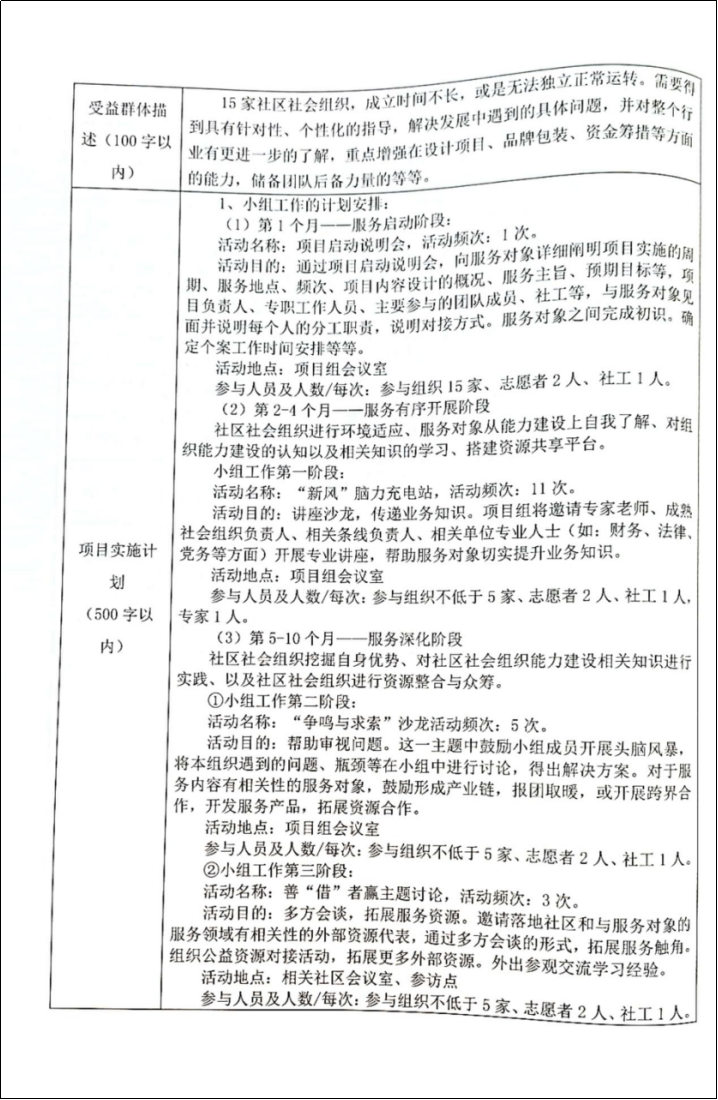 受益群体描
述（100 字以
内）
15 家社区社会组织，成立时间不长，或是无法独立正常运转。需要得
到具有针对性、个性化的指导，解决发展中遇到的具体问题，并对整个行
业有更进一步的了解，重点增强在设计项目、品牌包装、资金筹措等方面
的能力，储备团队后备力量的等等。
项目实施计
划
（500 字以
内）
1、小组工作的计划安排：
（1）第 1 个月——服务启动阶段：
活动名称：项目启动说明会，活动频次：1 次。
活动目的：通过项目启动说明会，向服务对象详细阐明项目实施的周
期、服务地点、频次、项目内容设计的概况、服务主旨、预期目标等，项
目负责人、专职工作人员、主要参与的团队成员、社工等，与服务对象见
面并说明每个人的分工职责，说明对接方式。服务对象之间完成初识。确
定个案工作时间安排等等。
活动地点：项目组会议室
参与人员及人数/每次：参与组织 15 家、志愿者 2 人、社工 1 人。
（2）第 2-4 个月——服务有序开展阶段
社区社会组织进行环境适应、服务对象从能力建设上自我了解、对组
织能力建设的认知以及相关知识的学习、搭建资源共享平台。
小组工作第一阶段：
活动名称：“新风”脑力充电站，活动频次：11 次。
活动目的：讲座沙龙，传递业务知识。项目组将邀请专家老师、成熟
社会组织负责人、相关条线负责人、相关单位专业人士（如：财务、法律、
党务等方面）开展专业讲座，帮助服务对象切实提升业务知识。
活动地点：项目组会议室
参与人员及人数/每次：参与组织不低于 5 家、志愿者 2 人、社工 1 人，
专家 1 人。
（3）第 5-10 个月——服务深化阶段
社区社会组织挖掘自身优势、对社区社会组织能力建设相关知识进行
实践、以及社区社会组织进行资源整合与众筹。
①小组工作第二阶段：
活动名称：“争鸣与求索”沙龙活动频次：5 次。
活动目的：帮助审视问题。这一主题中鼓励小组成员开展头脑风暴，
将本组织遇到的问题、瓶颈等在小组中进行讨论，得出解决方案。对于服
务内容有相关性的服务对象，鼓励形成产业链，报团取暖，或开展跨界合
作，开发服务产品，拓展资源合作。
活动地点：项目组会议室
参与人员及人数/每次：参与组织不低于 5 家、志愿者 2 人、社工 1 人。
②小组工作第三阶段：
活动名称：善“借”者赢主题讨论，活动频次：3 次。
活动目的：多方会谈，拓展服务资源。邀请落地社区和与服务对象的
服务领域有相关性的外部资源代表，通过多方会谈的形式，拓展服务触角。
组织公益资源对接活动，拓展更多外部资源。外出参观交流学习经验。
活动地点：相关社区会议室、参访点
参与人员及人数/每次：参与组织不低于 5 家、志愿者 2 人、社工 1 人。